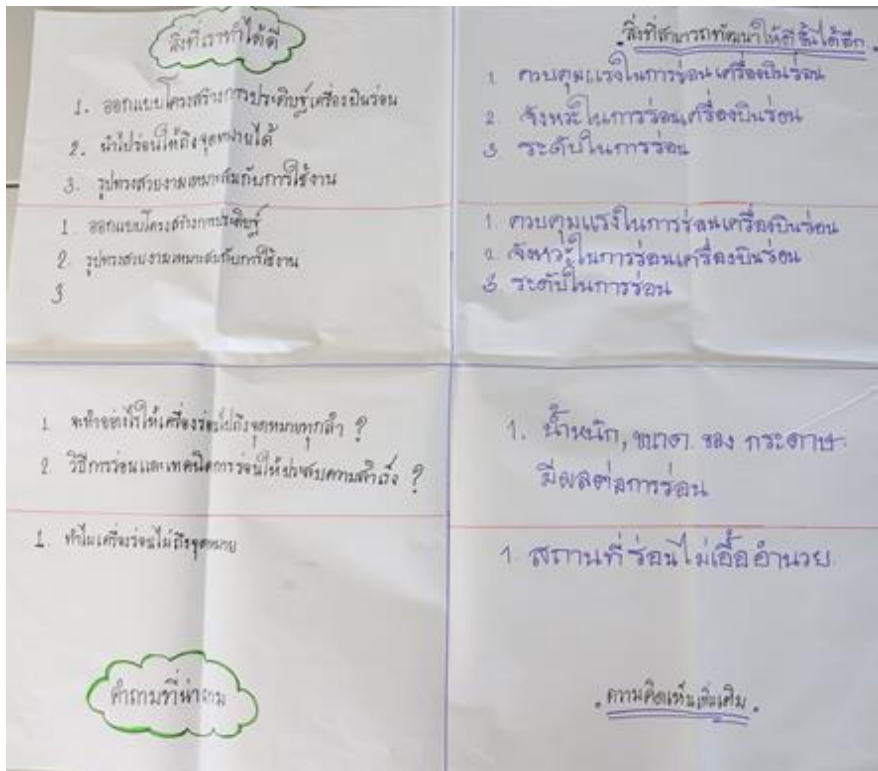 สิ่งที่เราทำได้ดี
1. ออกแบบโครงสร้างการประดิษฐ์เครื่องบินร่อน
2. นำไปร่อนให้ถึงจุดหมายได้
3. รูปทรงสวยงามเหมาะสมกับการใช้งาน
1 ออกแบบโครงสร้างการประดิษฐ์
2. รูปทรงสวยงามเหมาะสมกับการใช้งาน
3
สิ่งที่สามารถพัฒนาให้ดีขึ้นได้อีก
1 ควบคุมแรงในการร่อนเครื่องบินร่อน
2 จังหวะในการร่อนเครื่องบินร่อน
3 ระดับในการร่อน
1. ควบคุมแรงในการร่อนเครื่องบินร่อน
2. จังหวะในการร่อนเครื่องบินร่อน
3. ระดับในการร่อน
1 จะทำอย่างไรให้เครื่องร่อนไปถึงจุดหมายทุกลำ ?
2 วิธีการร่อนและเทคนิคการร่อนให้ประสบความสำเร็จ ?
1. ทำไมเครื่องร่อนไม่ถึงจุดหมาย
คำถามที่น่าถาม
1. น้ำหนัก, ขนาด ของ กระดาษ
มีผลต่อการร่อน
1. สถานที่ร่อนไม่เอื้ออำนวย
ความคิดเห็นเพิ่มเติม